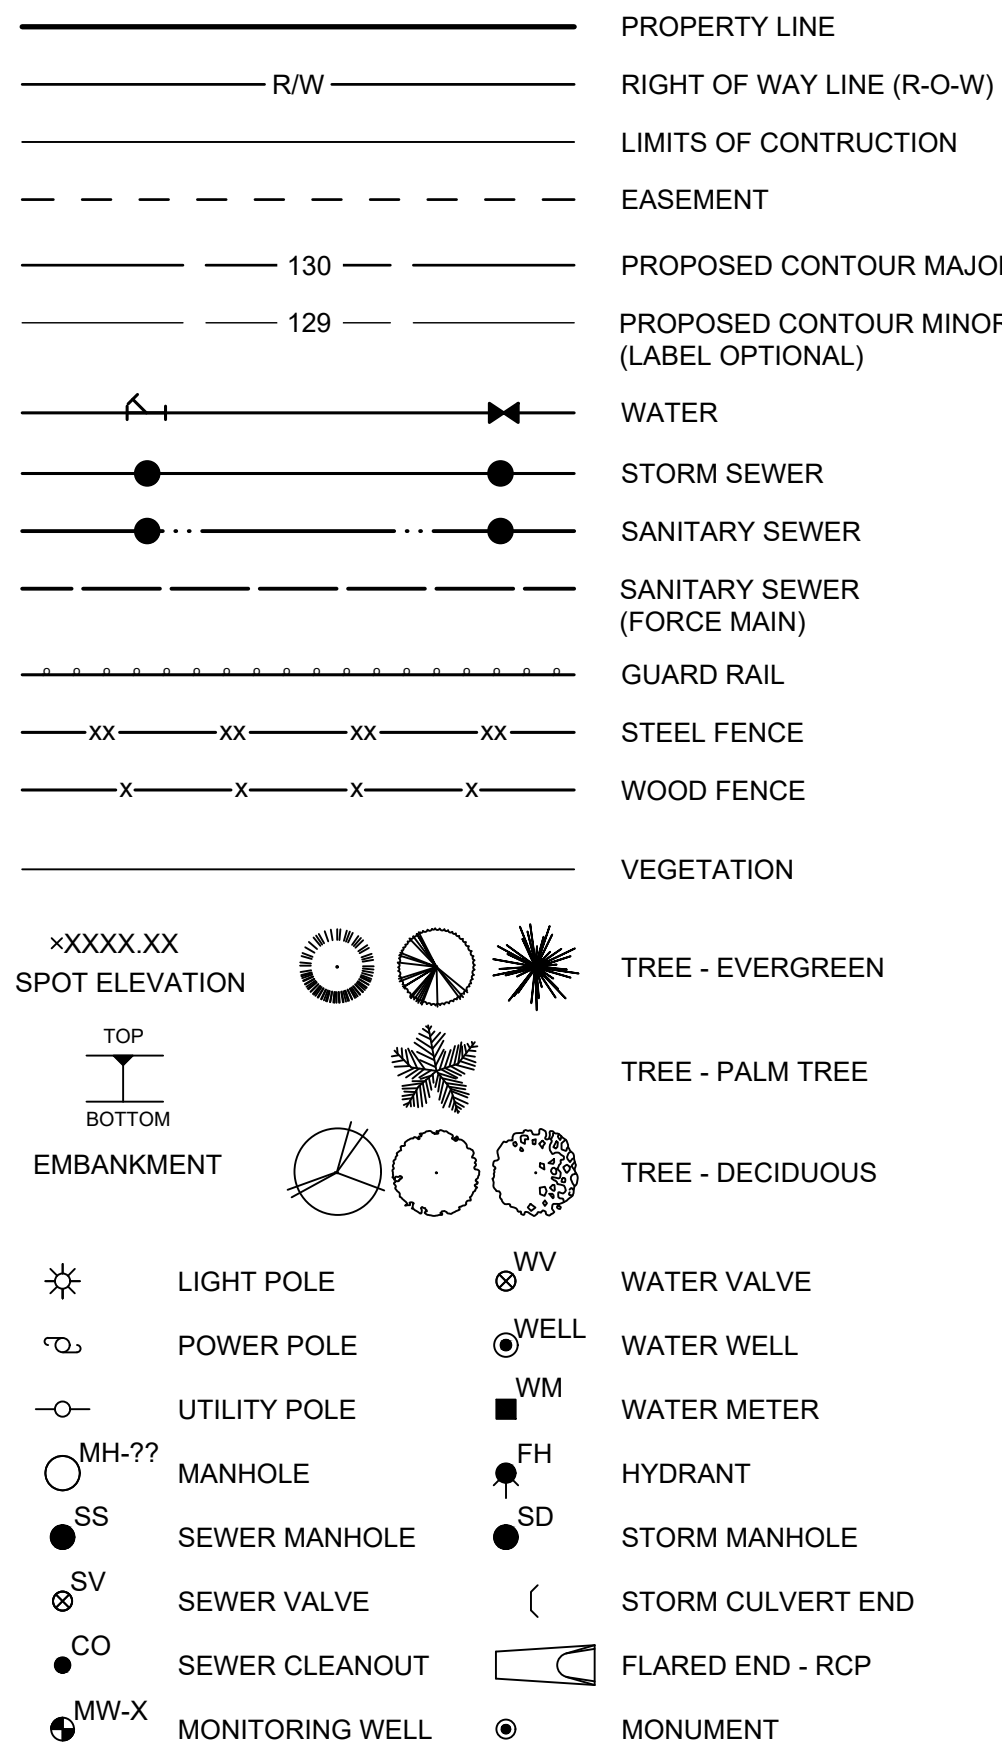 PROPERTY LINE
R/W RIGHT OF WAY LINE (R-O-W)
LIMITS OF CONTRUCTION
EASEMENT
130 PROPOSED CONTOUR MAJO
129 PROPOSED CONTOUR MINOR
(LABEL OPTIONAL)
WATER
STORM SEWER
SANITARY SEWER
SANITARY SEWER
(FORCE MAIN)
GUARD RAIL
XX XX XX XX STEEL FENCE
X X X X WOOD FENCE
VEGETATION
×XXXX.XX
SPOT ELEVATION
TREE - EVERGREEN
TOP
BOTTOM
EMBANKMENT
TREE - PALM TREE
TREE - DECIDUOUS
LIGHT POLE
WV WATER VALVE
POWER POLE
WELL WATER WELL
UTILITY POLE
WM WATER METER
MH-?? MANHOLE
FH HYDRANT
SS SEWER MANHOLE
SD STORM MANHOLE
SV SEWER VALVE
STORM CULVERT END
CO SEWER CLEANOUT
FLARED END - RCP
MW-X MONITORING WELL
MONUMENT